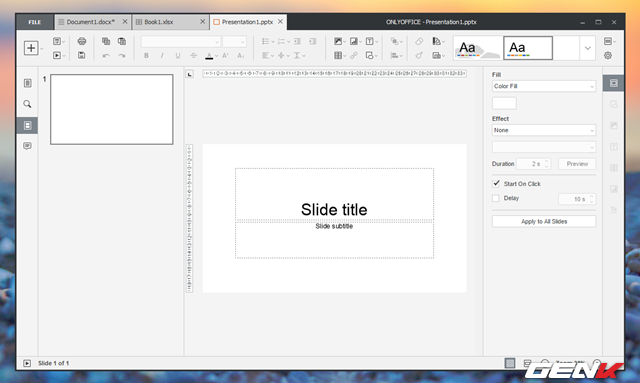 FILE
Document1.docx*
Book1.xlsx
Presentation1.pptx
ONLYOFFICE - Presentation1.pptx
Aa
Aa
1
Fill
Color Fill
Effect
None
Duration
2 s
Preview
Start On Click
Delay
10 s
Apply to All Slides
Slide title
Slide subtitle
Slide 1 of 1
GENK